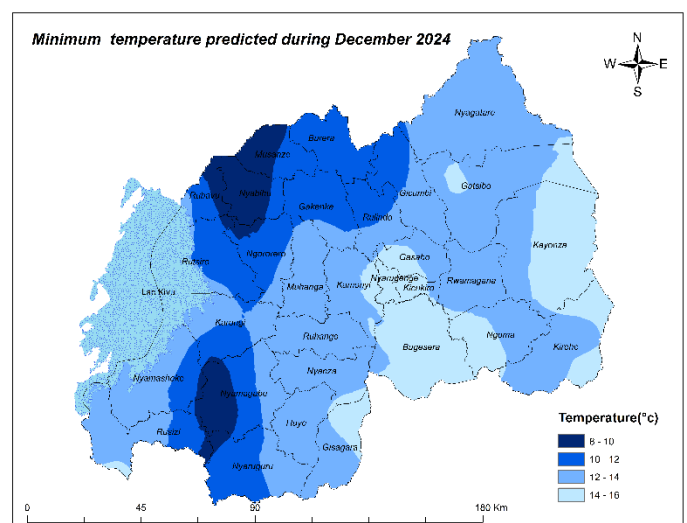 Minimum temperature predicted during December 2024
N
W E
S
Nyagatare
Burera
Musanze
Gatsibo
Nyabihu
Rubavu
Gicumbi
Gakenke
Rulindo
Kayonza
Rutsiro
Ngororero
Gasabo
Nyarugenge
Rwamagana
Kicukiro
Muhanga
Kamonyi
Lac Kivu
Karongi
Ruhango
Ngoma
Bugesera
Kirehe
Nyamasheke
Nyanza
Nyamagabe
Huye
Rusizi
Gisagara
Nyaruguru
Temperature(°c)
8 - 10
10 12
12 - 14
14 - 16
0 45 90 180 Km